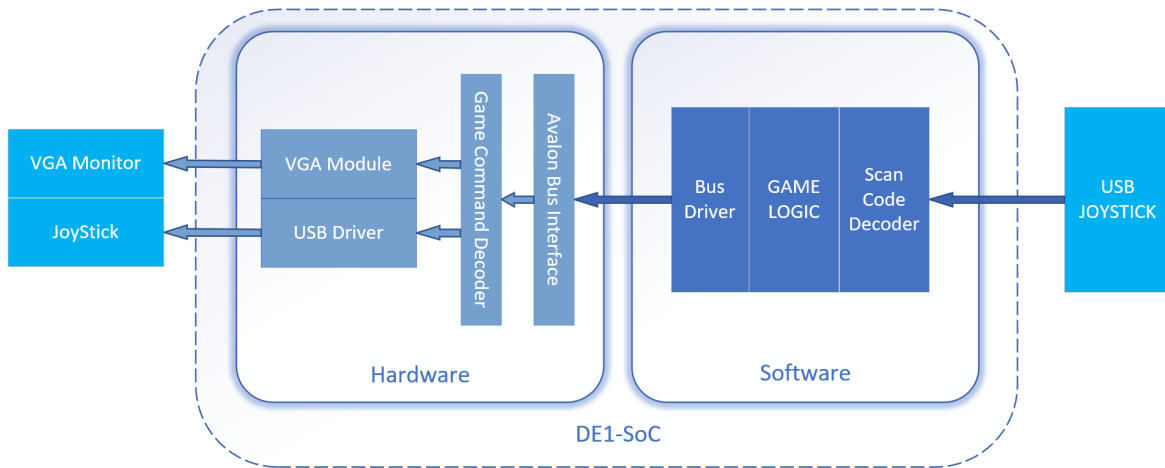 VGA Monitor
JoyStick
VGA Module
USB Driver
Game Command Decoder
Avalon Bus Interface
Hardware
Bus
Driver
GAME
LOGIC
Scan
Code
Decoder
Software
USB
JOYSTICK
DE1-SoC